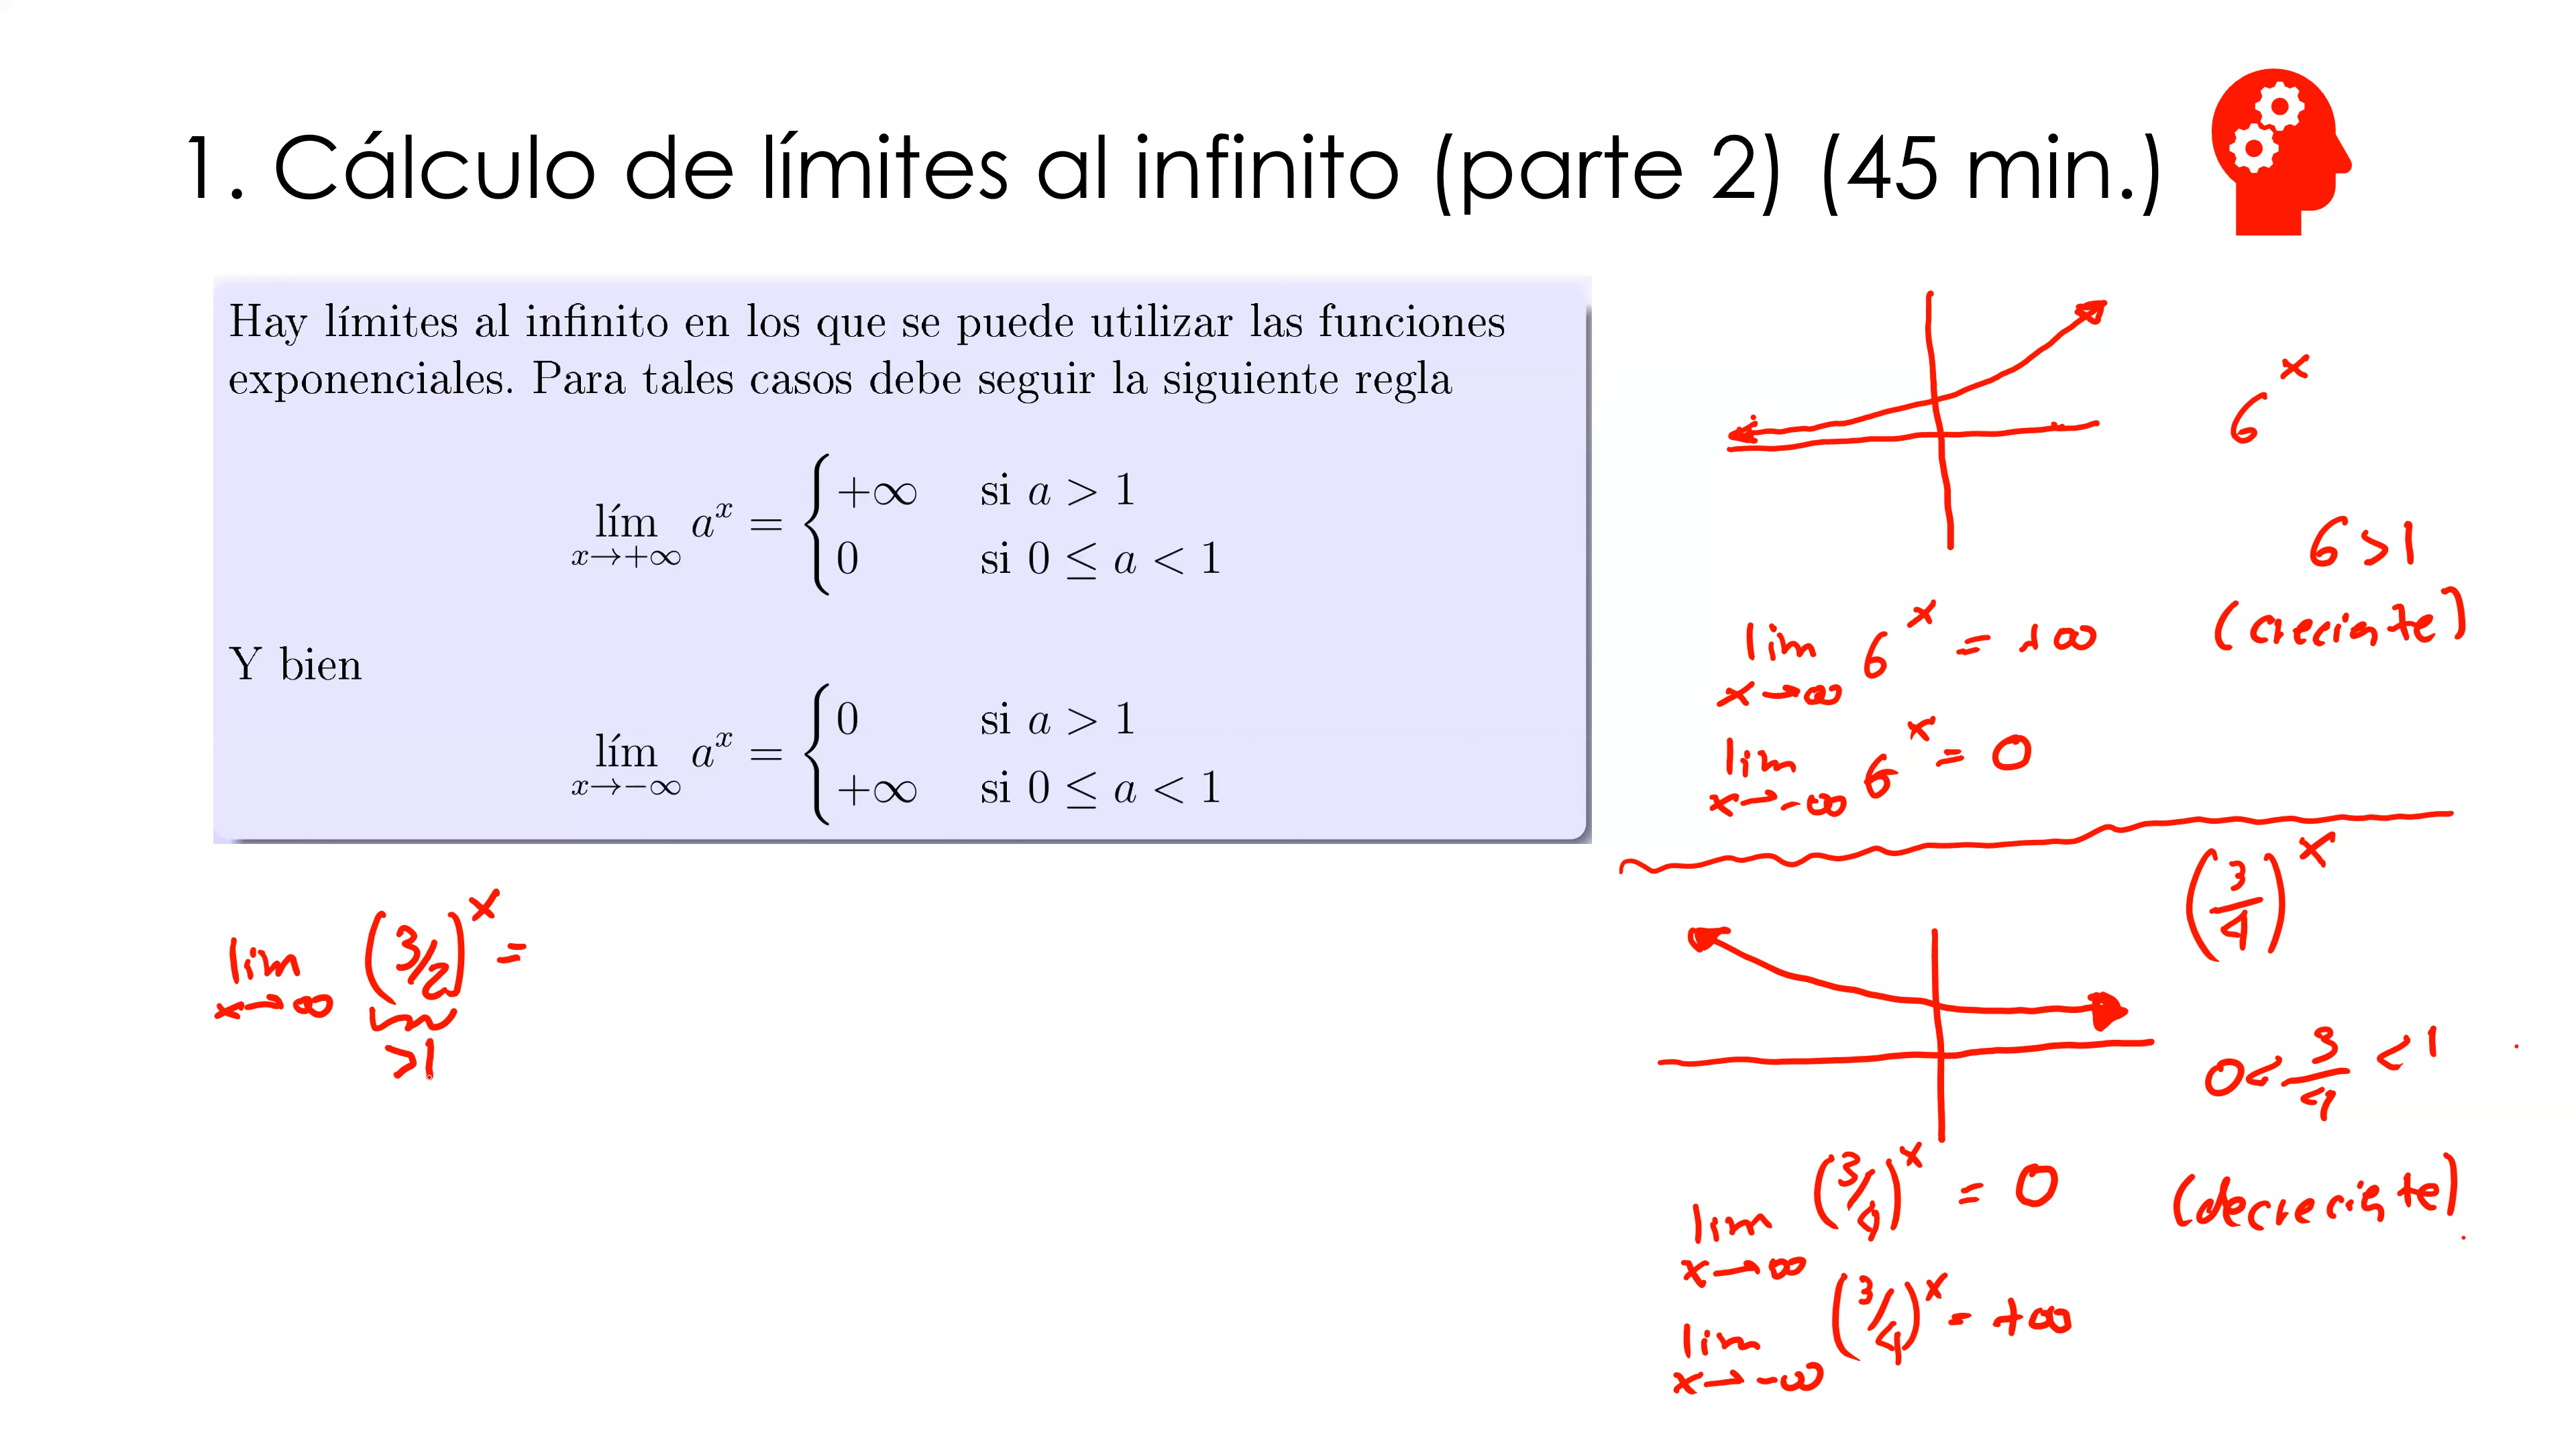 1. Cálculo de límites al infinito (parte 2) (45 min.)
Hay límites al infinito en los que se puede utilizar las funciones
exponenciales. Para tales casos debe seguir la siguiente regla
lím x→+∞ a^x = { +∞ si a > 1
0 si 0 ≤ a < 1
Y bien
lím x→−∞ a^x = { 0 si a > 1
+∞ si 0 ≤ a < 1
lim x→∞ (3/2)^x =
>1
6^x
6>1
(creciente)
lim x→∞ 6^x = +∞
lim x→-∞ 6^x = 0
(3/4)^x
0< 3/4 <1
(decreciente)
lim x→∞ (3/4)^x = 0
lim x→-∞ (3/4)^x = +∞